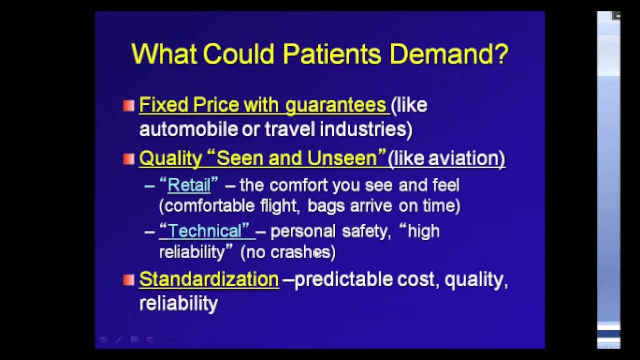 What Could Patients Demand?
Fixed Price with guarantees (like
automobile or travel industries)
Quality “Seen and Unseen” (like aviation)
– “Retail” – the comfort you see and feel
(comfortable flight, bags arrive on time)
– “Technical” – personal safety, “high
reliability” (no crashes)
Standardization –predictable cost, quality,
reliability